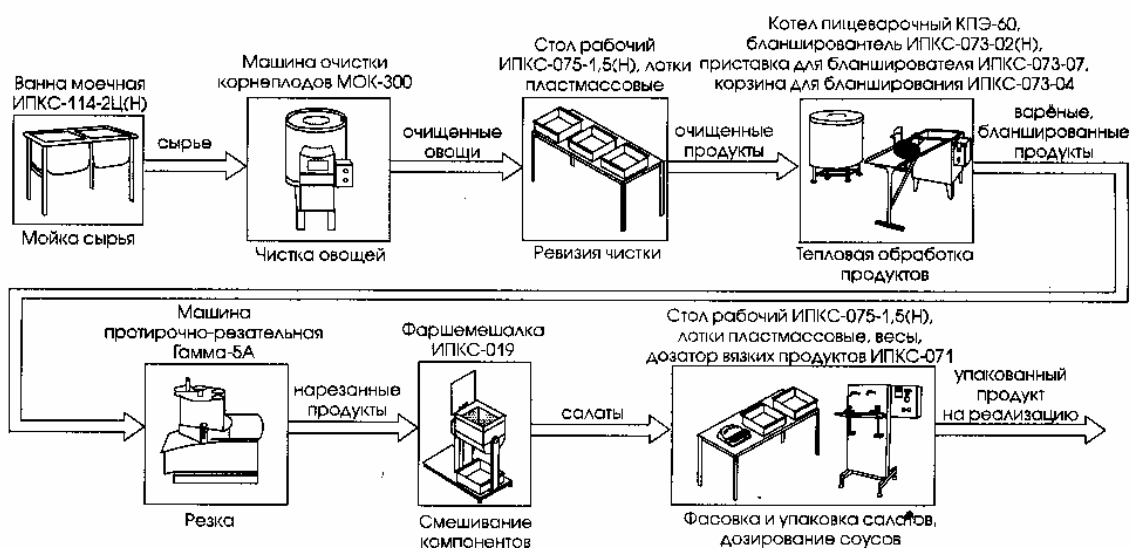 Ванна моечная
ИПКС-114-2Ц(Н)
сырье
Мойка сырья
Машина очистки
корнеплодов МОК-300
очищенные
овощи
Чистка овощей
Стол рабочий
ИПКС-075-1,5(Н), лотки
пластмассовые
очищенные
продукты
Ревизия чистки
Котел пищеварочный КПЭ-60,
бланширователь ИПКС-073-02(Н),
приставка для бланширователя ИПКС-073-07,
корзина для бланширования ИПКС-073-04
варёные,
бланшированные
продукты
Тепловая обработка
продуктов
Машина
протирочно-резательная
Гамма-5А
нарезанные
продукты
Резка
Фаршемешалка
ИПКС-019
салаты
Смешивание
компонентов
Стол рабочий ИПКС-075-1,5(Н),
лотки пластмассовые, весы,
дозатор вязких продуктов ИПКС-071
упакованный
продукт
на реализацию
Фасовка и упаковка салатов,
дозирование соусов